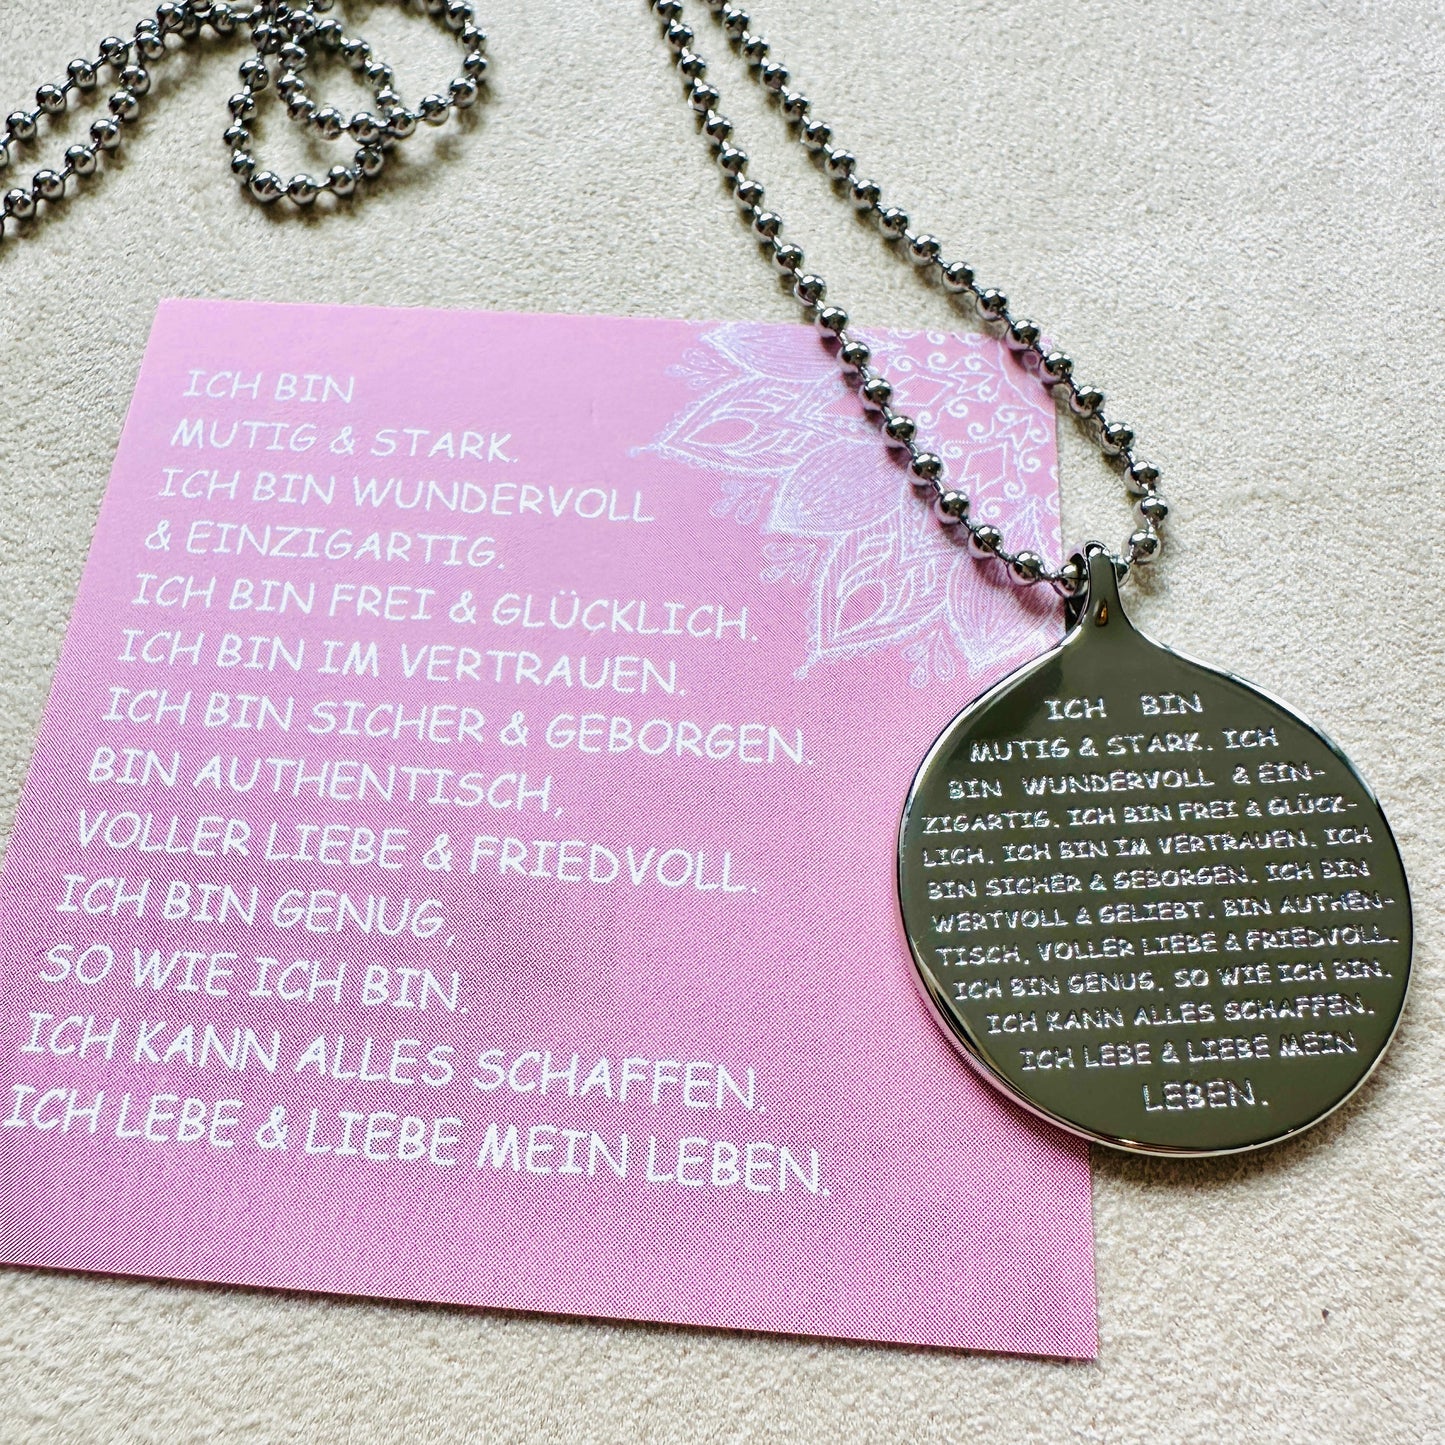 ICH BIN
MUTIG & STARK.
ICH BIN WUNDERVOLL
& EINZIGARTIG.
ICH BIN FREI & GLÜCKLICH.
ICH BIN IM VERTRAUEN.
ICH BIN SICHER & GEBORGEN.
BIN AUTHENTISCH,
VOLLER LIEBE & FRIEDVOLL.
ICH BIN GENUG,
SO WIE ICH BIN.
ICH KANN ALLES SCHAFFEN.
ICH LEBE & LIEBE MEIN LEBEN.
ICH BIN
MUTIG & STARK. ICH
BIN WUNDERVOLL & EIN-
ZIGARTIG. ICH BIN FREI & GLÜCK-
LICH. ICH BIN IM VERTRAUEN. ICH
BIN SICHER & GEBORGEN. ICH BIN
WERTVOLL & GELIEBT. BIN AUTHEN-
TISCH, VOLLER LIEBE & FRIEDVOLL.
ICH BIN GENUG, SO WIE ICH BIN.
ICH KANN ALLES SCHAFFEN.
ICH LEBE & LIEBE MEIN
LEBEN.